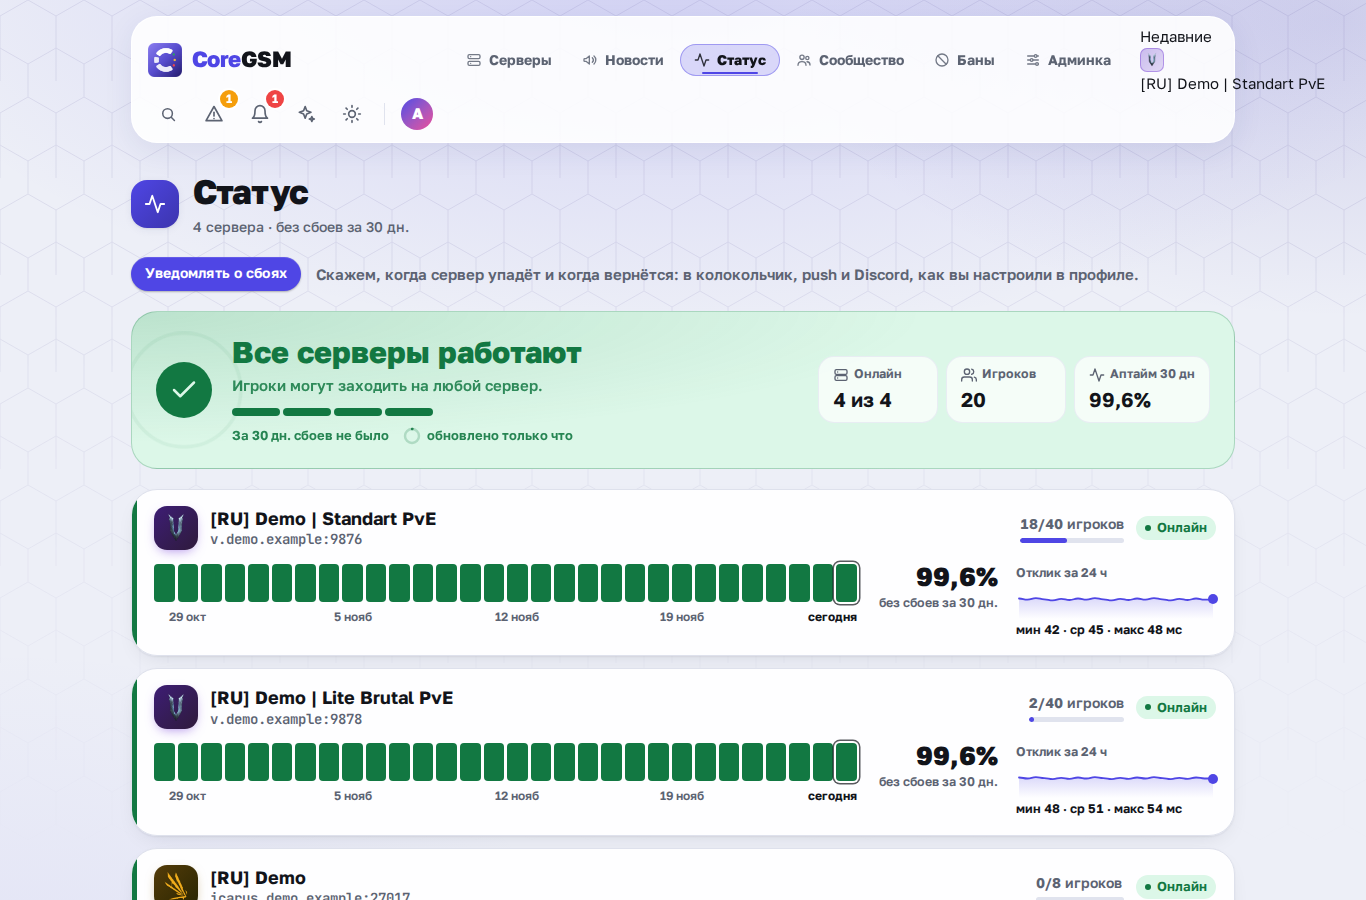 CoreGSM
Серверы
Новости
Статус
Сообщество
Баны
Админка
Недавние
[RU] Demo | Standart PvE
1
1
A
Статус
4 сервера · без сбоев за 30 дн.
Уведомлять о сбоях
Скажем, когда сервер упадёт и когда вернётся: в колокольчик, push и Discord, как вы настроили в профиле.
Все серверы работают
Игроки могут заходить на любой сервер.
За 30 дн. сбоев не было
обновлено только что
Онлайн
4 из 4
Игроков
20
Аптайм 30 дн
99,6%
[RU] Demo | Standart PvE
v.demo.example:9876
18/40 игроков
Онлайн
29 окт
5 нояб
12 нояб
19 нояб
сегодня
99,6%
без сбоев за 30 дн.
Отклик за 24 ч
мин 42 · ср 45 · макс 48 мс
[RU] Demo | Lite Brutal PvE
v.demo.example:9878
2/40 игроков
Онлайн
29 окт
5 нояб
12 нояб
19 нояб
сегодня
99,6%
без сбоев за 30 дн.
Отклик за 24 ч
мин 48 · ср 51 · макс 54 мс
[RU] Demo
icarus.demo.example:27017
0/8 игроков
Онлайн